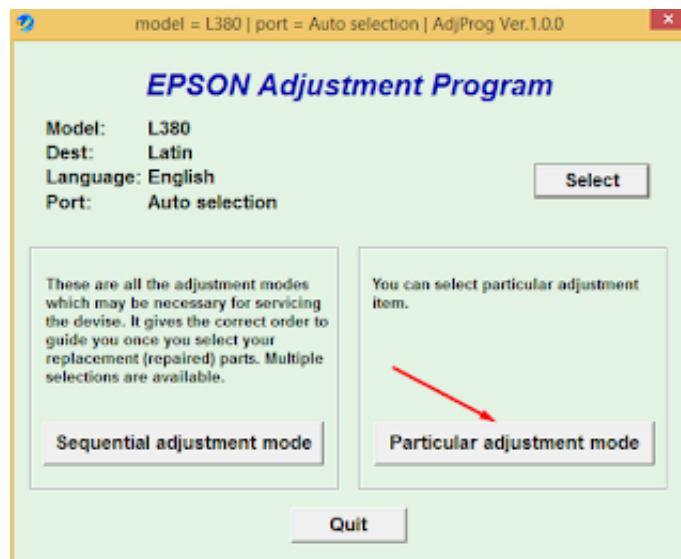 model = L380 | port = Auto selection | AdjProg Ver.1.0.0
EPSON Adjustment Program
Model: L380
Dest: Latin
Language: English
Port: Auto selection
Select
These are all the adjustment modes
which may be necessary for servicing
the devise. It gives the correct order to
guide you once you select your
replacement (repaired) parts. Multiple
selections are available.
Sequential adjustment mode
You can select particular adjustment
item.
Particular adjustment mode
Quit